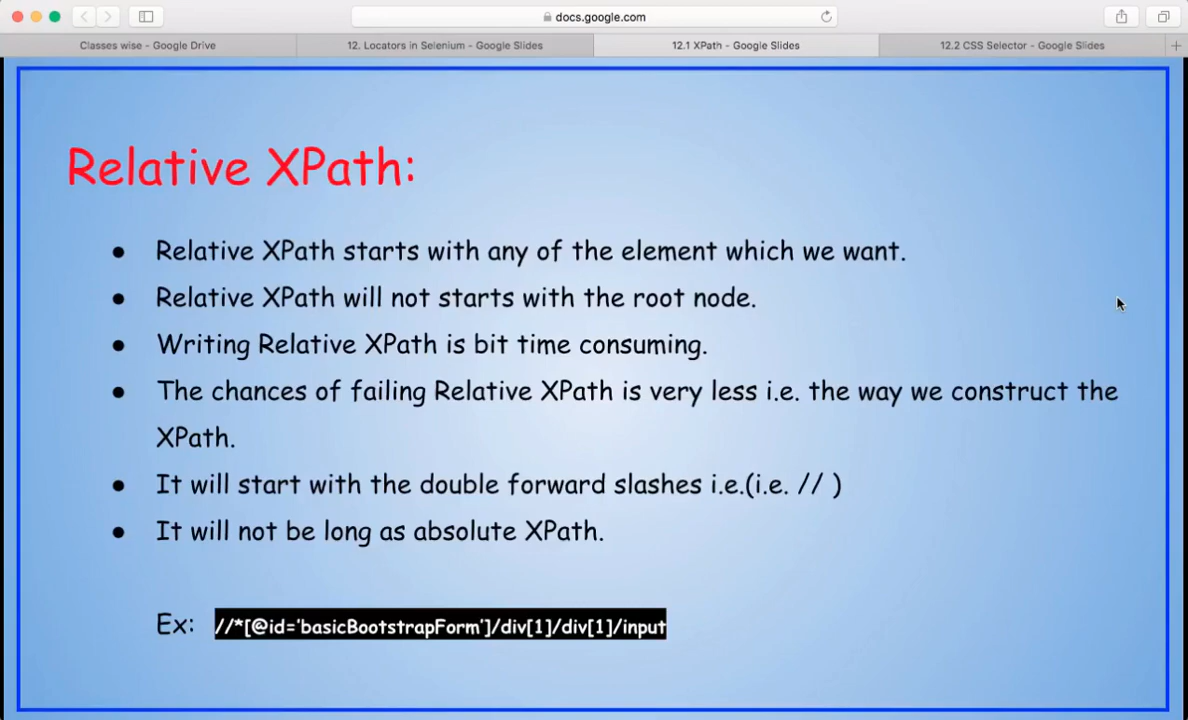 docs.google.com
Classes wise - Google Drive
12. Locators in Selenium - Google Slides
12.1 XPath - Google Slides
12.2 CSS Selector - Google Slides
Relative XPath:
● Relative XPath starts with any of the element which we want.
● Relative XPath will not starts with the root node.
● Writing Relative XPath is bit time consuming.
● The chances of failing Relative XPath is very less i.e. the way we construct the
XPath.
● It will start with the double forward slashes i.e.(i.e. // )
● It will not be long as absolute XPath.
Ex: //*[@id='basicBootstrapForm']/div[1]/div[1]/input